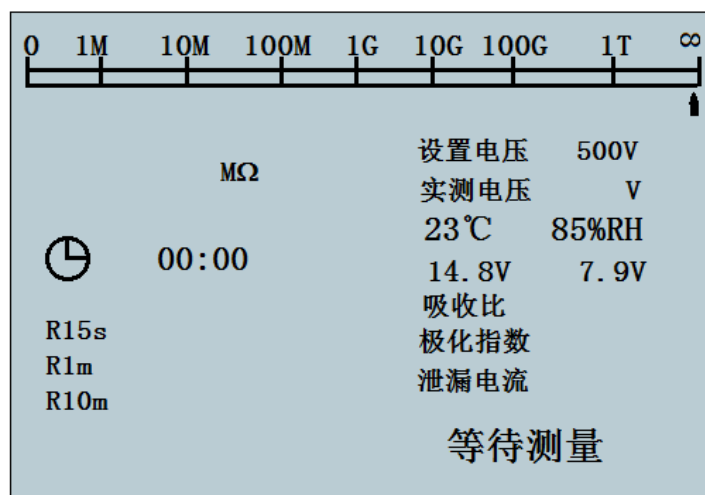 0 1M 10M 100M 1G 10G 100G 1T ∞
设置电压 500V
MΩ
实测电压 V
23℃ 85%RH
00:00
14.8V 7.9V
吸收比
R15s
极化指数
R1m
泄漏电流
R10m
等待测量